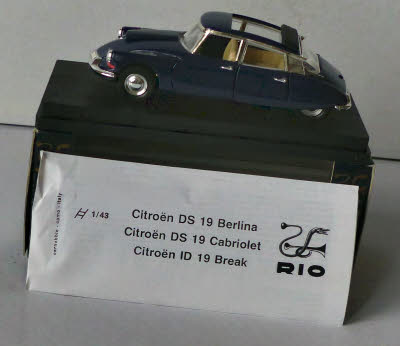 1/43
Citroën DS 19 Berlina
Citroën DS 19 Cabriolet
Citroën ID 19 Break
RIO